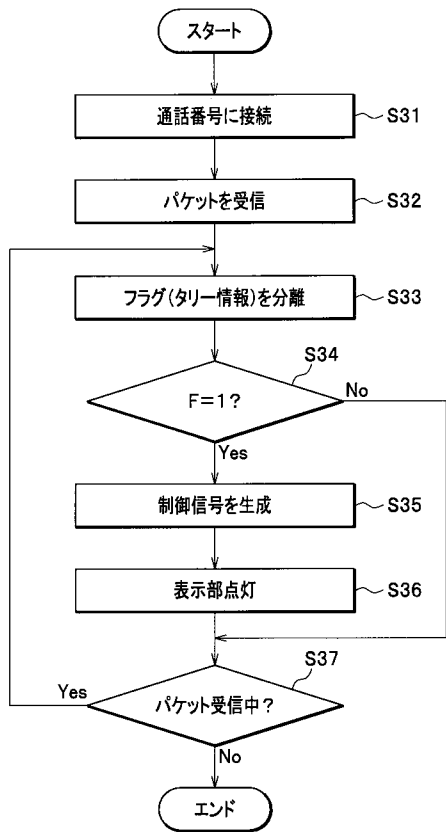 スタート
通話番号に接続 S31
パケットを受信 S32
フラグ(タリー情報)を分離 S33
S34
F=1? No
Yes
制御信号を生成 S35
表示部点灯 S36
S37
Yes パケット受信中?
No
エンド